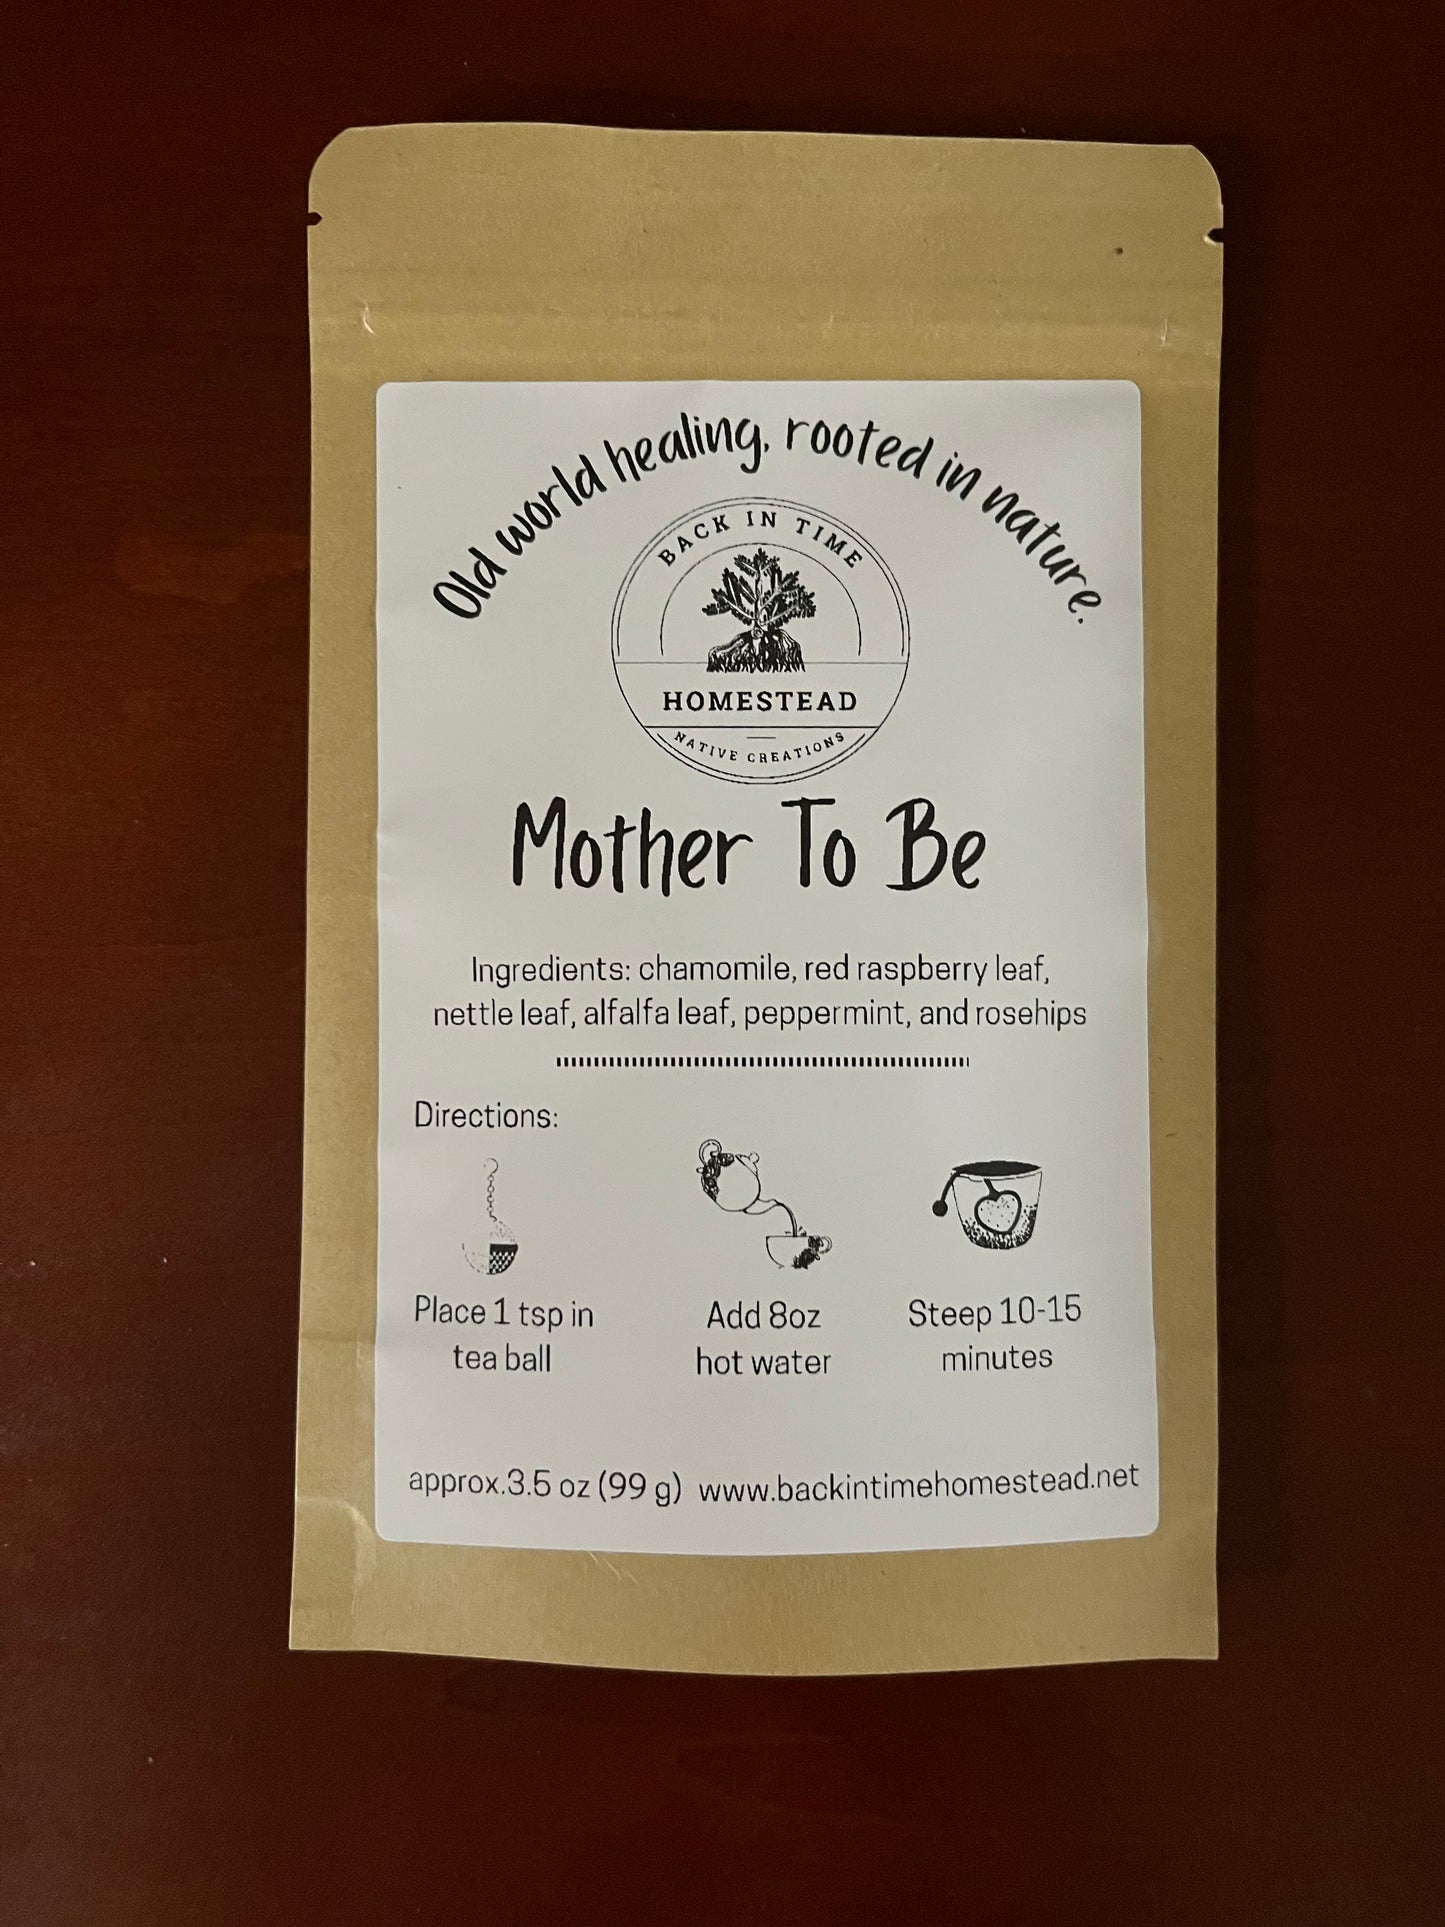 Old world healing, rooted in nature.
BACK IN TIME
HOMESTEAD
NATIVE CREATIONS
Mother To Be
Ingredients: chamomile, red raspberry leaf,
nettle leaf, alfalfa leaf, peppermint, and rosehips
Directions:
Place 1 tsp in
tea ball
Add 8oz
hot water
Steep 10-15
minutes
approx.3.5 oz (99 g) www.backintimehomestead.net